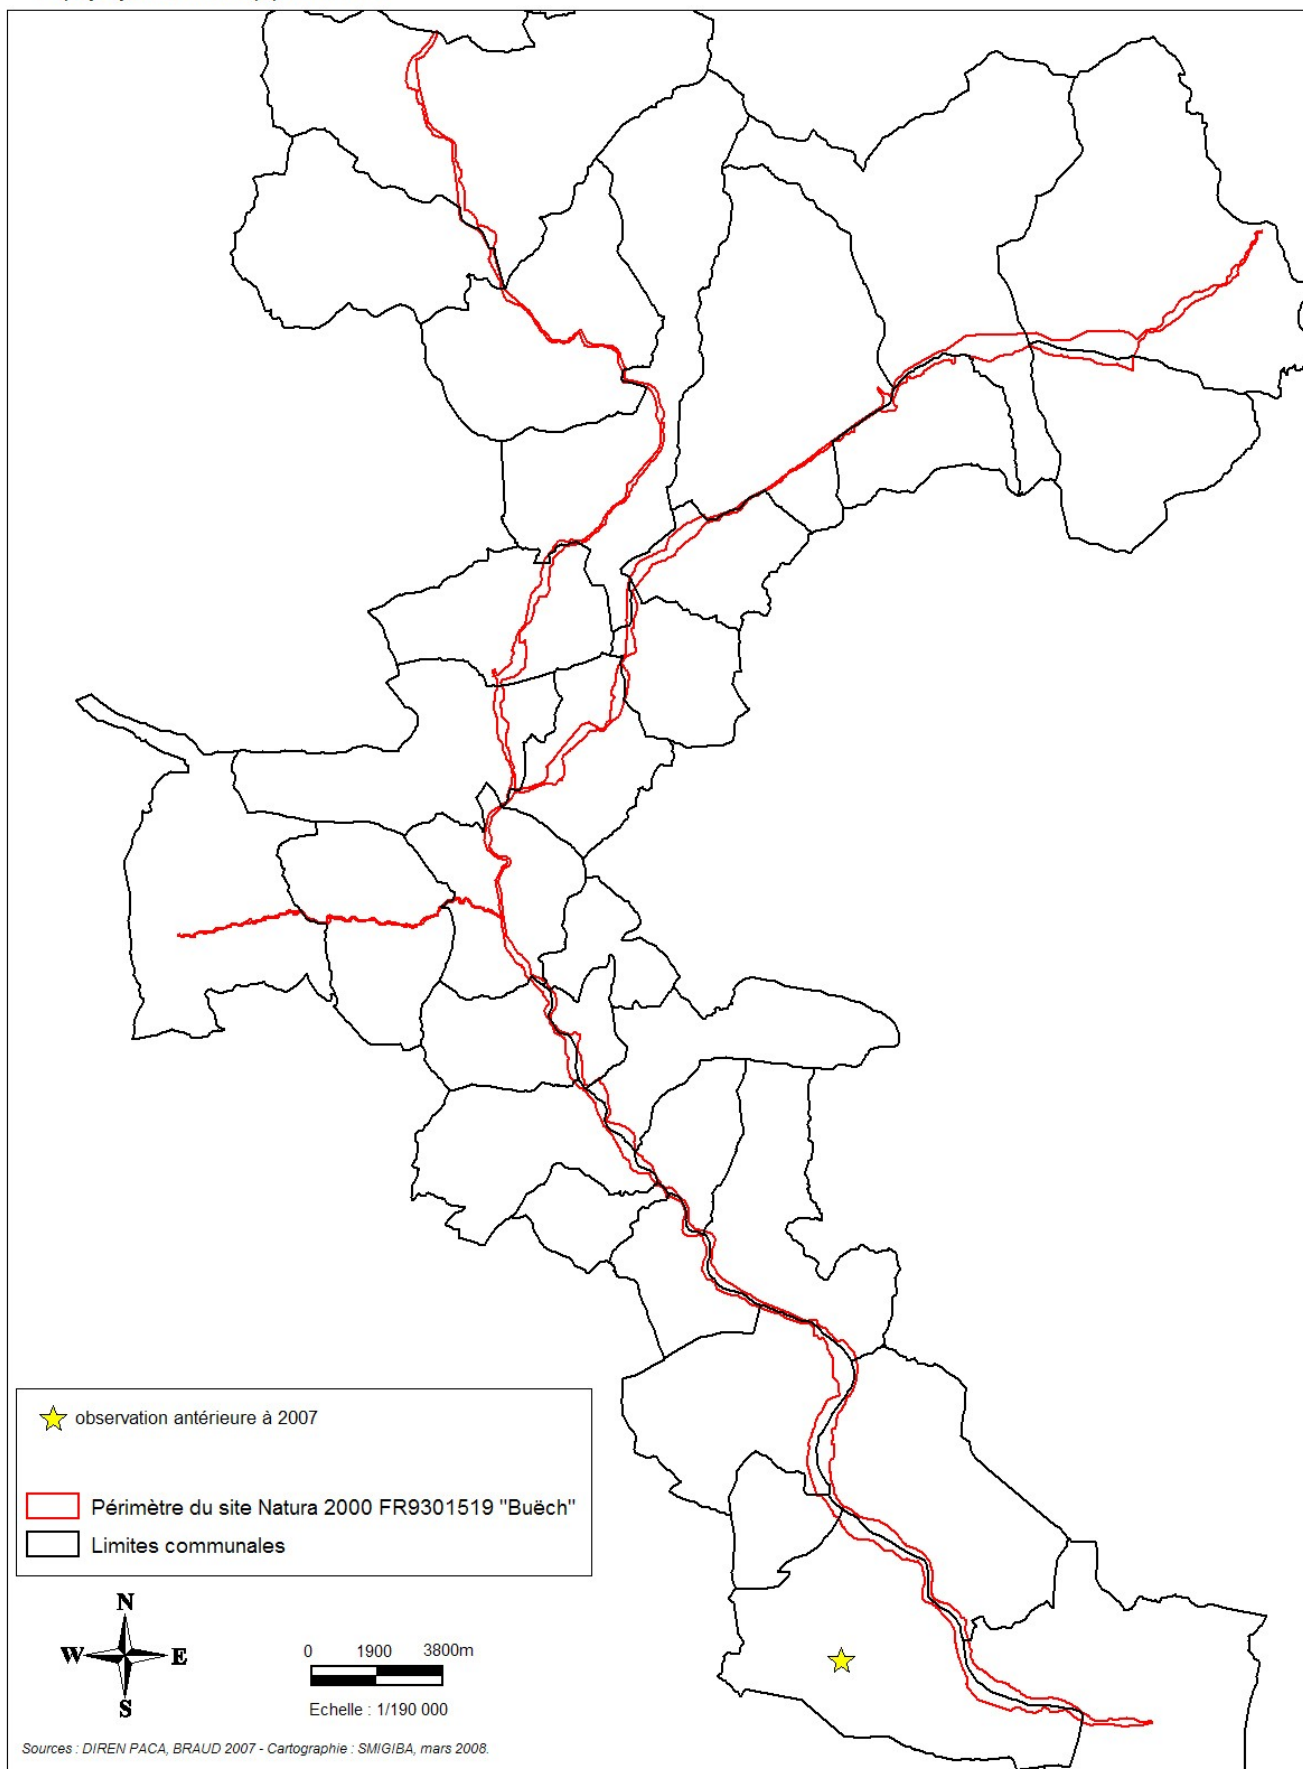 observation antérieure à 2007
Périmètre du site Natura 2000 FR9301519 "Buëch"
Limites communales
N
W E
S
0 1900 3800m
Echelle : 1/190 000
Sources : DIREN PACA, BRAUD 2007 - Cartographie : SMIGIBA, mars 2008.